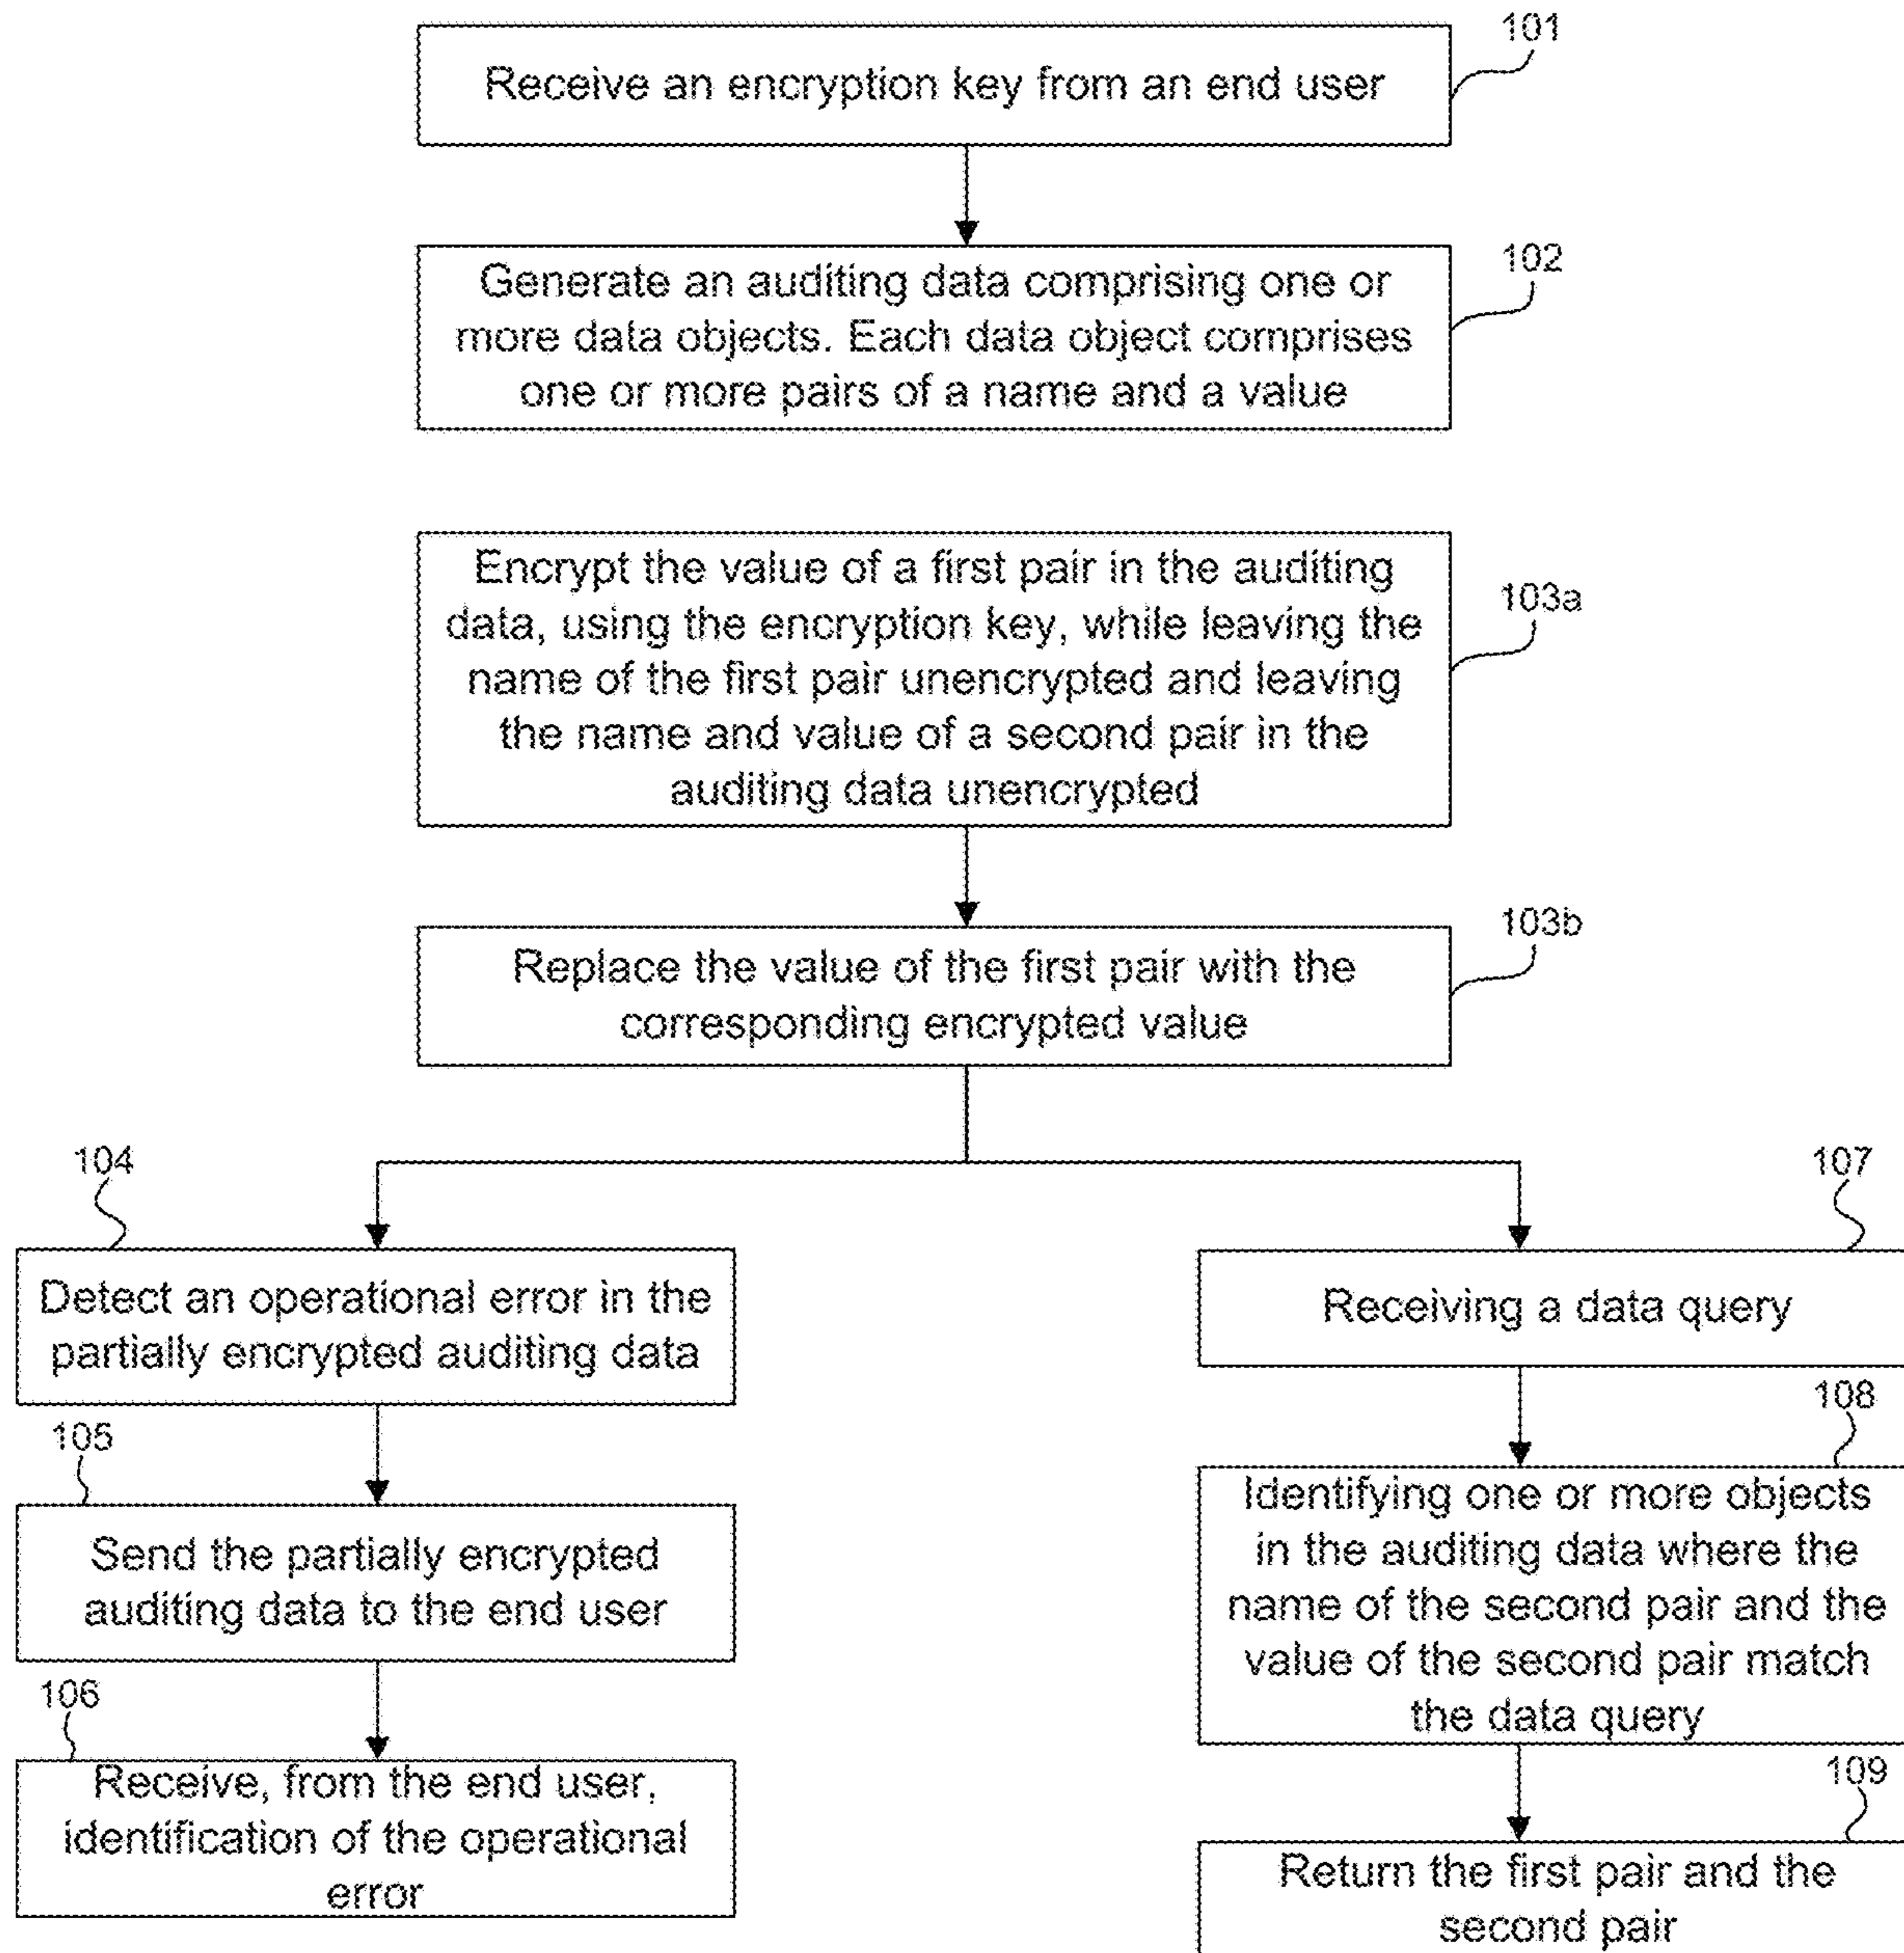 101
Receive an encryption key from an end user
102
Generate an auditing data comprising one or
more data objects. Each data object comprises
one or more pairs of a name and a value
Encrypt the value of a first pair in the auditing
data, using the encryption key, while leaving the
name of the first pair unencrypted and leaving
the name and value of a second pair in the
auditing data unencrypted
103a
103b
Replace the value of the first pair with the
corresponding encrypted value
104
Detect an operational error in the
partially encrypted auditing data
105
Send the partially encrypted
auditing data to the end user
106
Receive, from the end user,
identification of the operational
error
107
Receiving a data query
108
Identifying one or more objects
in the auditing data where the
name of the second pair and the
value of the second pair match
the data query
109
Return the first pair and the
second pair